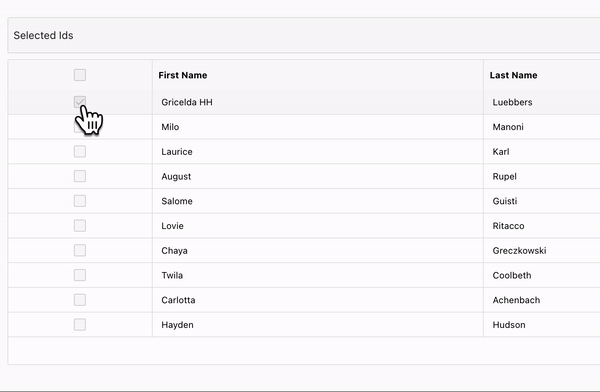 Selected Ids
First Name Last Name
Gricelda HH Luebbers
Milo Manoni
Laurice Karl
August Rupel
Salome Guisti
Lovie Ritacco
Chaya Greczkowski
Twila Coolbeth
Carlotta Achenbach
Hayden Hudson